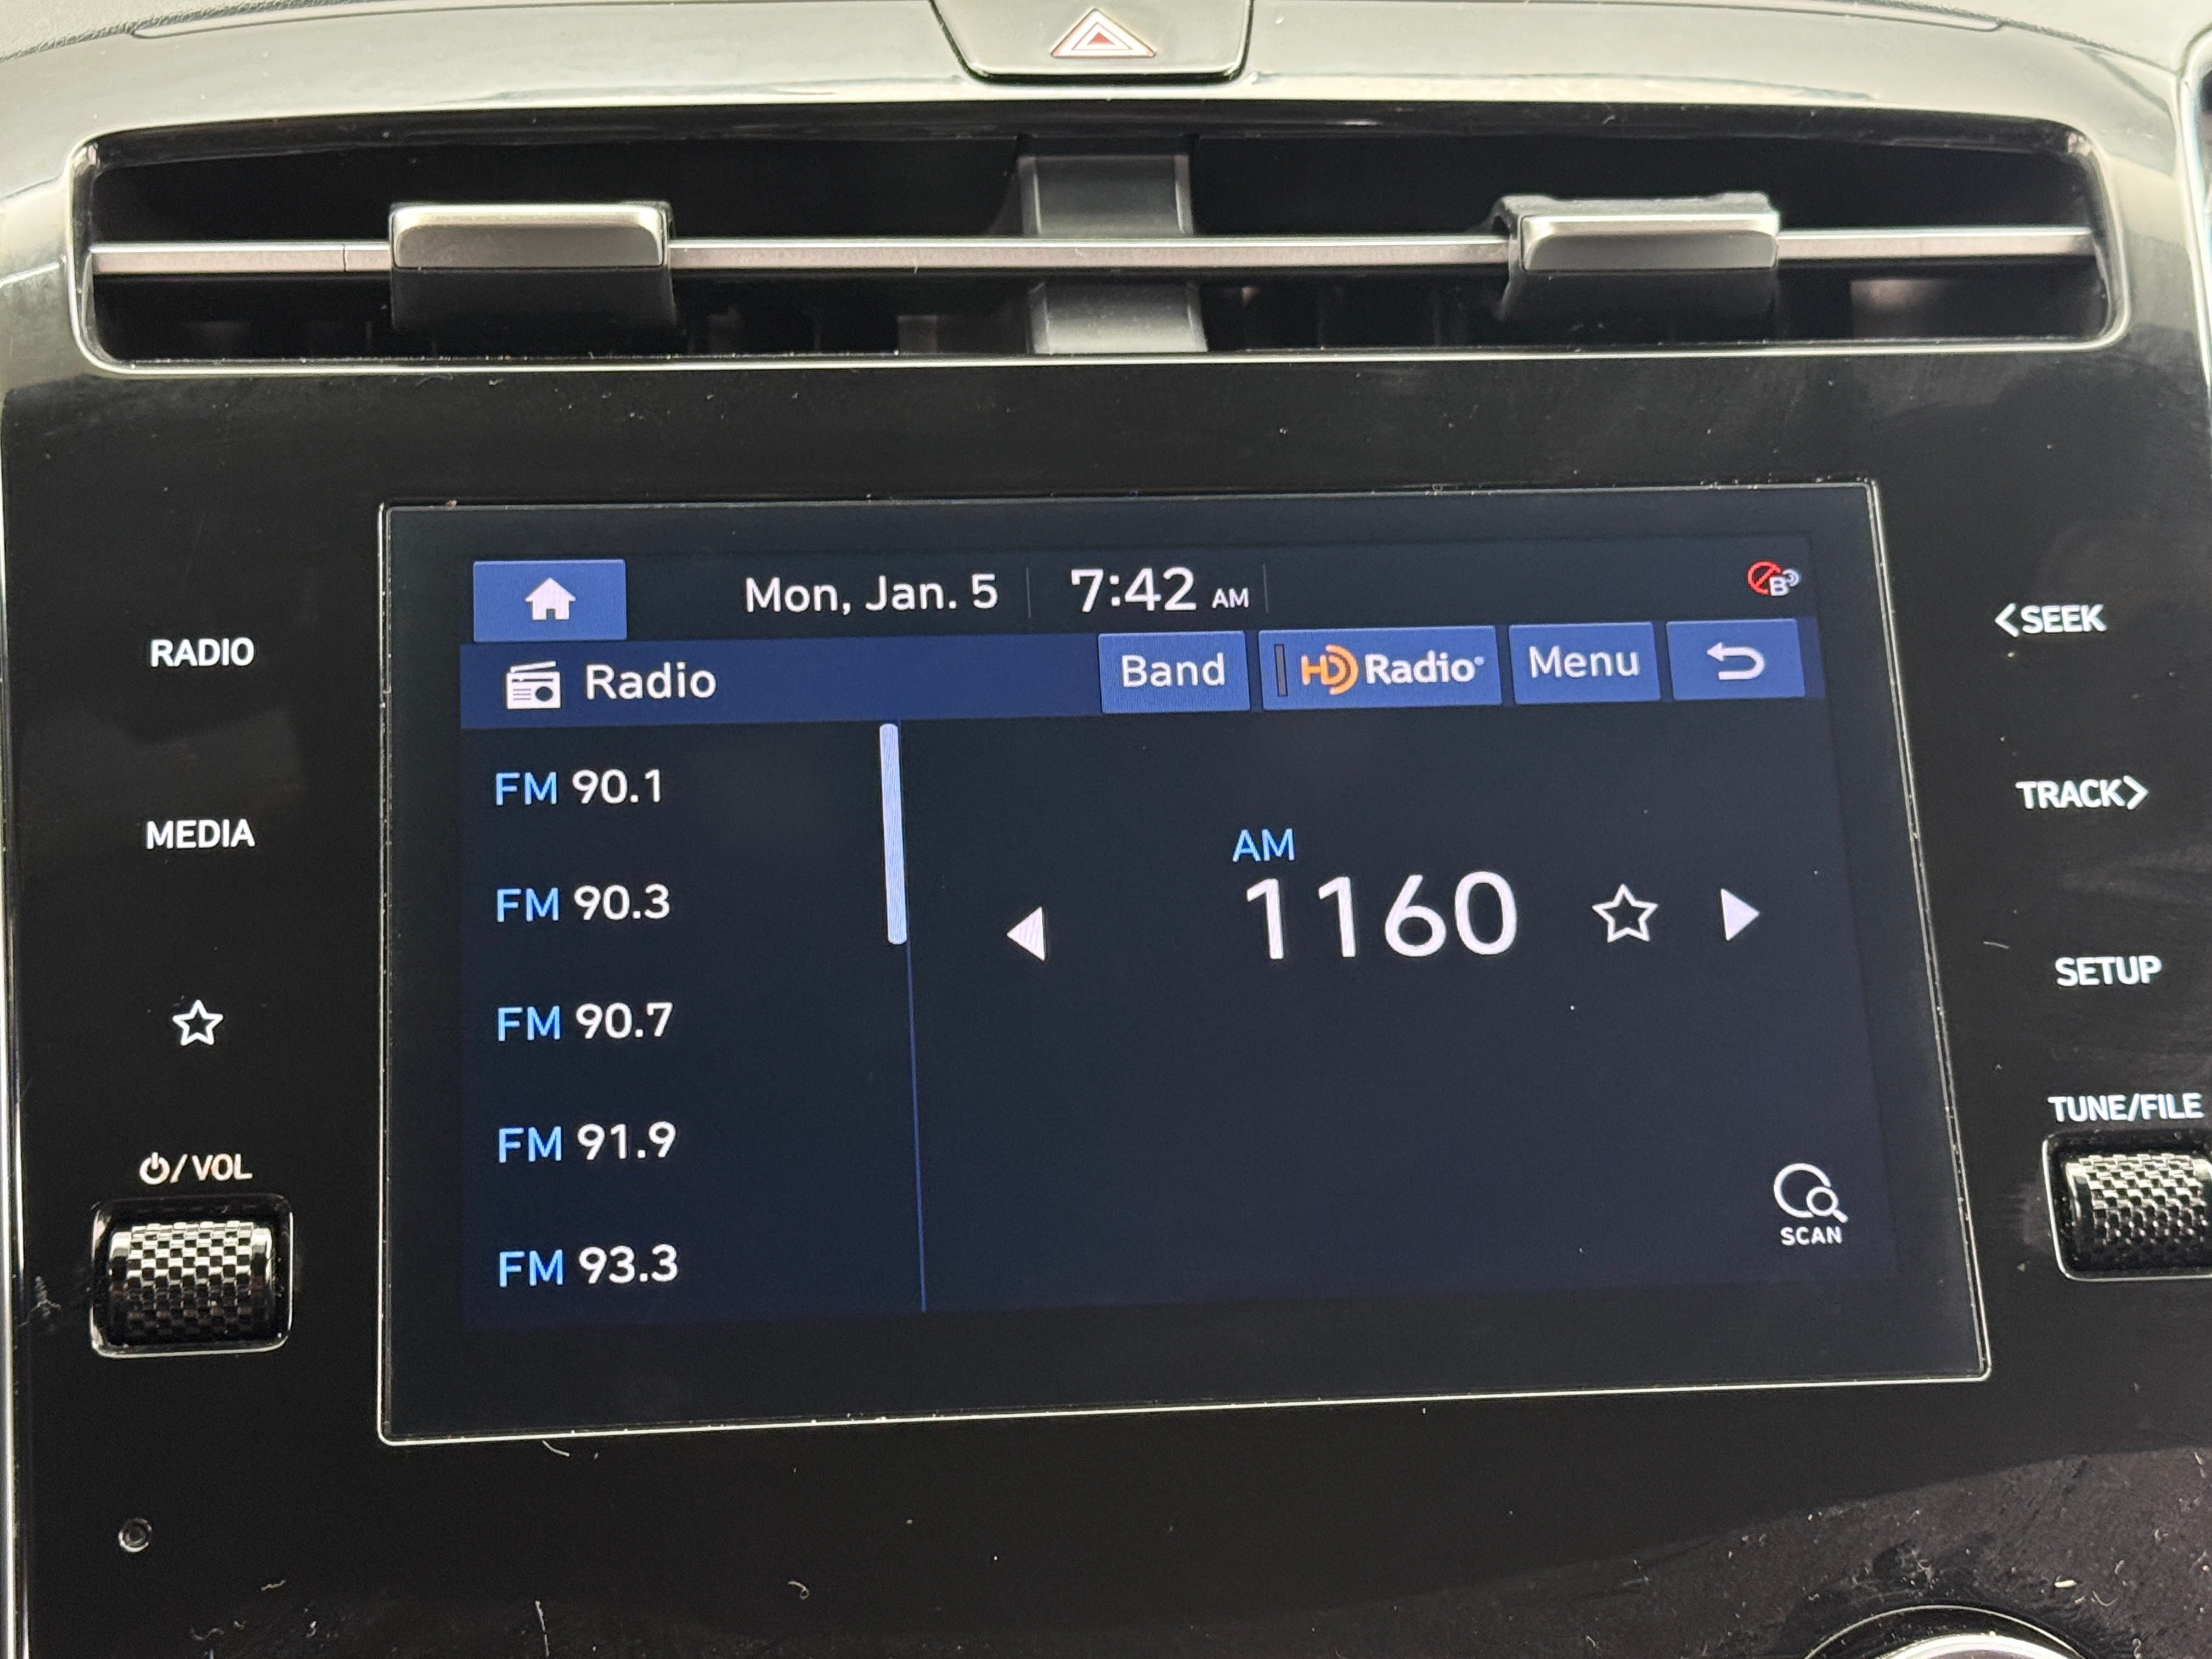 Mon, Jan. 5 7:42 AM B
Radio Band HD Radio® Menu
FM 90.1
FM 90.3
FM 90.7
FM 91.9
FM 93.3
AM
1160
SCAN
RADIO
MEDIA
/ VOL
<SEEK
TRACK>
SETUP
TUNE/FILE